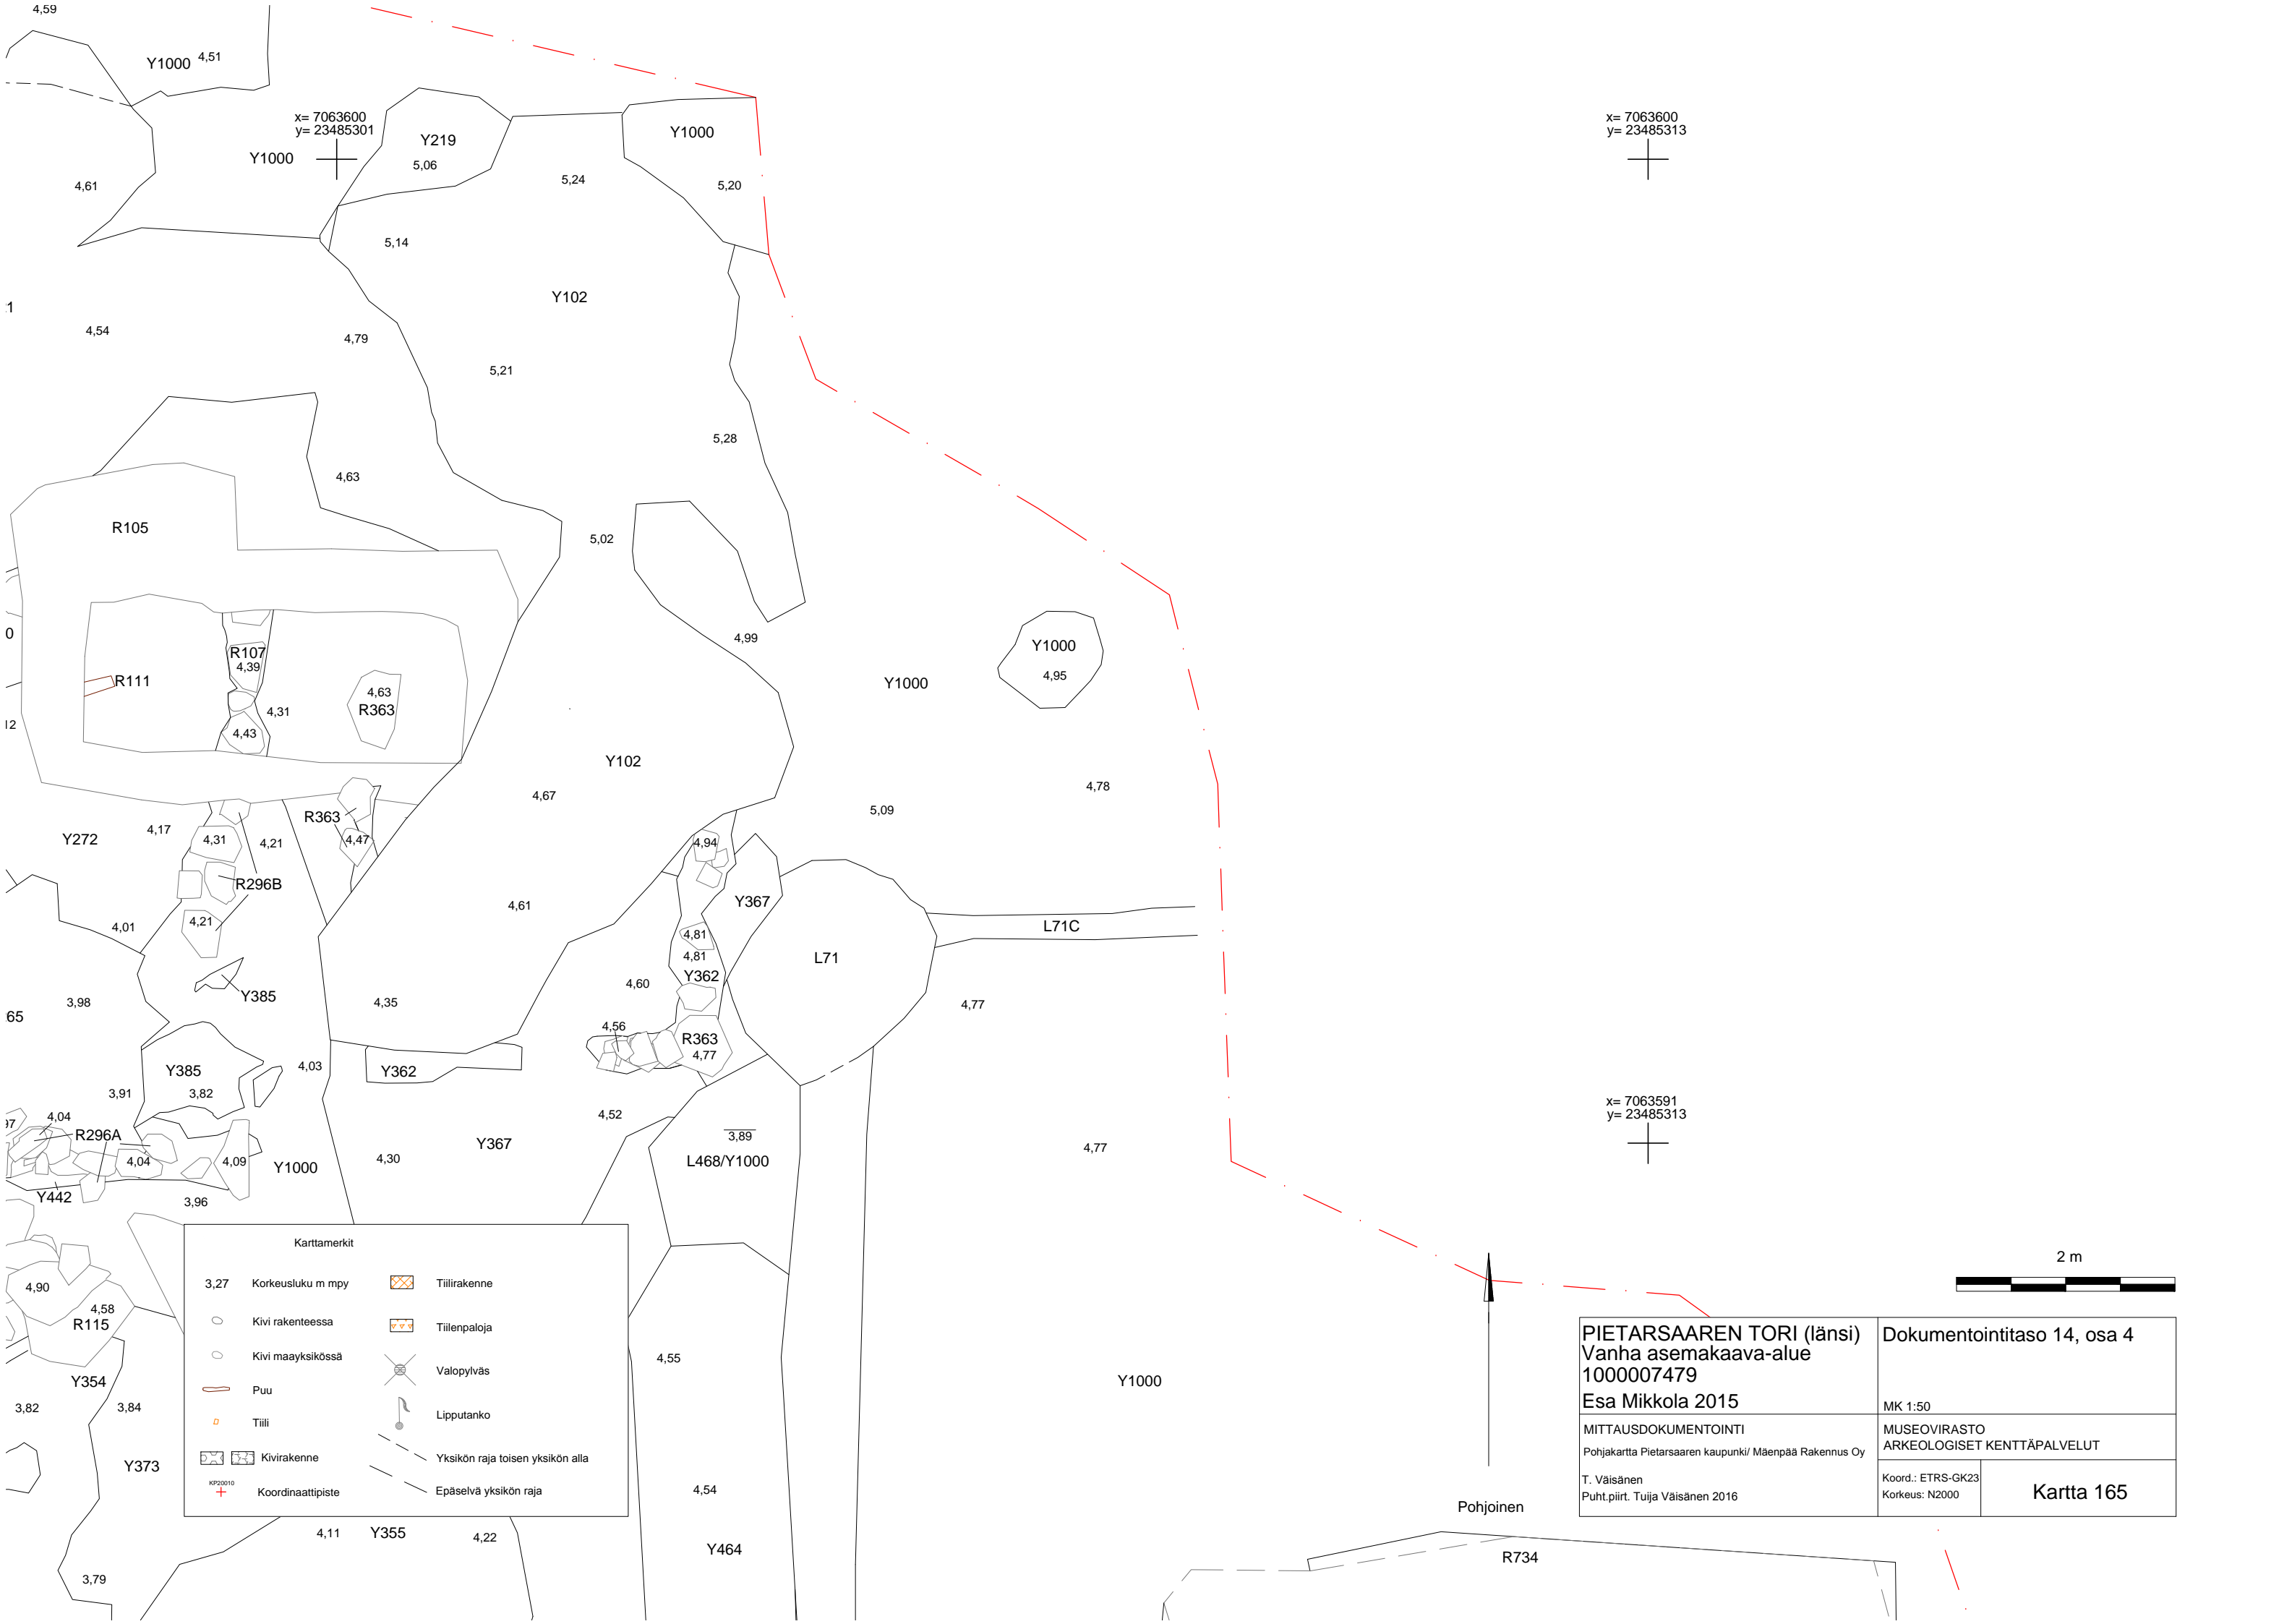 4,59
Y1000 4,51
x= 7063600
y= 23485301
Y1000
Y219
5,06
Y1000
5,24
5,20
x= 7063600
y= 23485313
4,61
5,14
Y102
4,54
4,79
5,21
5,28
4,63
R105
5,02
4,99
R107
4,39
R111
4,63
R363
4,31
4,43
Y1000
Y1000
4,95
Y102
4,67
4,78
5,09
R363
4,47
Y272
4,17
4,31
4,21
R296B
4,94
Y367
4,61
4,21
4,01
4,81
4,81
Y362
L71
L71C
Y385
3,98
65
4,35
4,60
4,77
4,56
R363
4,77
Y385
3,82
4,03
Y362
3,91
4,04
R296A
97
4,04
4,09
Y1000
Y442
3,96
4,30
Y367
4,52
3,89
L468/Y1000
4,77
x= 7063591
y= 23485313
4,90
4,58
R115
Y354
3,82
3,84
Y373
3,79
4,11
Y355
4,22
4,55
4,54
Y464
Y1000
R734
Karttamerkit
3,27 Korkeusluku m mpy
Kivi rakenteessa
Kivi maayksikössä
Puu
Tiili
Kivirakenne
KP20010
Koordinaattipiste
Tiilirakenne
Tiilenpaloja
Valopylväs
Lipputanko
Yksikön raja toisen yksikön alla
Epäselvä yksikön raja
Pohjoinen
2 m
PIETARSAAREN TORI (länsi)
Vanha asemakaava-alue
1000007479
Esa Mikkola 2015
Dokumentointitaso 14, osa 4
MK 1:50
MITTAUSDOKUMENTOINTI
Pohjakartta Pietarsaaren kaupunki/ Mäenpää Rakennus Oy
T. Väisänen
Puht.piirt. Tuija Väisänen 2016
MUSEOVIRASTO
ARKEOLOGISET KENTTÄPALVELUT
Koord.: ETRS-GK23
Korkeus: N2000
Kartta 165